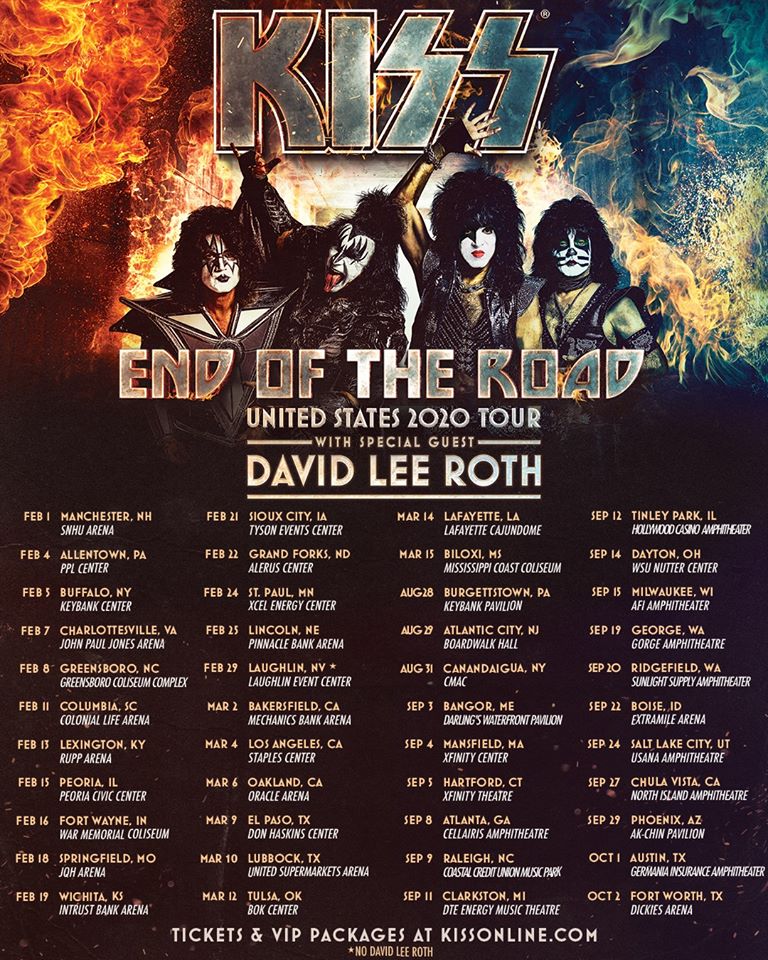 KISS®
END OF THE ROAD
UNITED STATES 2020 TOUR
WITH SPECIAL GUEST
DAVID LEE ROTH
FEB 1 MANCHESTER, NH
SNHU ARENA
FEB 4 ALLENTOWN, PA
PPL CENTER
FEB 5 BUFFALO, NY
KEYBANK CENTER
FEB 7 CHARLOTTESVILLE, VA
JOHN PAUL JONES ARENA
FEB 8 GREENSBORO, NC
GREENSBORO COLISEUM COMPLEX
FEB 11 COLUMBIA, SC
COLONIAL LIFE ARENA
FEB 13 LEXINGTON, KY
RUPP ARENA
FEB 15 PEORIA, IL
PEORIA CIVIC CENTER
FEB 16 FORT WAYNE, IN
WAR MEMORIAL COLISEUM
FEB 18 SPRINGFIELD, MO
JQH ARENA
FEB 19 WICHITA, KS
INTRUST BANK ARENA
FEB 21 SIOUX CITY, IA
TYSON EVENTS CENTER
FEB 22 GRAND FORKS, ND
ALERUS CENTER
FEB 24 ST. PAUL, MN
XCEL ENERGY CENTER
FEB 25 LINCOLN, NE
PINNACLE BANK ARENA
FEB 29 LAUGHLIN, NV *
LAUGHLIN EVENT CENTER
MAR 2 BAKERSFIELD, CA
MECHANICS BANK ARENA
MAR 4 LOS ANGELES, CA
STAPLES CENTER
MAR 6 OAKLAND, CA
ORACLE ARENA
MAR 9 EL PASO, TX
DON HASKINS CENTER
MAR 10 LUBBOCK, TX
UNITED SUPERMARKETS ARENA
MAR 12 TULSA, OK
BOK CENTER
MAR 14 LAFAYETTE, LA
LAFAYETTE CAJUNDOME
MAR 15 BILOXI, MS
MISSISSIPPI COAST COLISEUM
AUG 28 BURGETTSTOWN, PA
KEYBANK PAVILION
AUG 29 ATLANTIC CITY, NJ
BOARDWALK HALL
AUG 31 CANANDAIGUA, NY
CMAC
SEP 3 BANGOR, ME
DARLING'S WATERFRONT PAVILION
SEP 4 MANSFIELD, MA
XFINITY CENTER
SEP 5 HARTFORD, CT
XFINITY THEATRE
SEP 8 ATLANTA, GA
CELLAIRIS AMPHITHEATRE
SEP 9 RALEIGH, NC
COASTAL CREDIT UNION MUSIC PARK
SEP 11 CLARKSTON, MI
DTE ENERGY MUSIC THEATRE
SEP 12 TINLEY PARK, IL
HOLLYWOOD CASINO AMPHITHEATER
SEP 14 DAYTON, OH
WSU NUTTER CENTER
SEP 15 MILWAUKEE, WI
AFI AMPHITHEATER
SEP 19 GEORGE, WA
GORGE AMPHITHEATRE
SEP 20 RIDGEFIELD, WA
SUNLIGHT SUPPLY AMPHITHEATER
SEP 22 BOISE, ID
EXTRAMILE ARENA
SEP 24 SALT LAKE CITY, UT
USANA AMPHITHEATRE
SEP 27 CHULA VISTA, CA
NORTH ISLAND AMPHITHEATRE
SEP 29 PHOENIX, AZ
AK-CHIN PAVILION
OCT 1 AUSTIN, TX
GERMANIA INSURANCE AMPHITHEATER
OCT 2 FORT WORTH, TX
DICKIES ARENA
TICKETS & VIP PACKAGES AT KISSONLINE.COM
*NO DAVID LEE ROTH